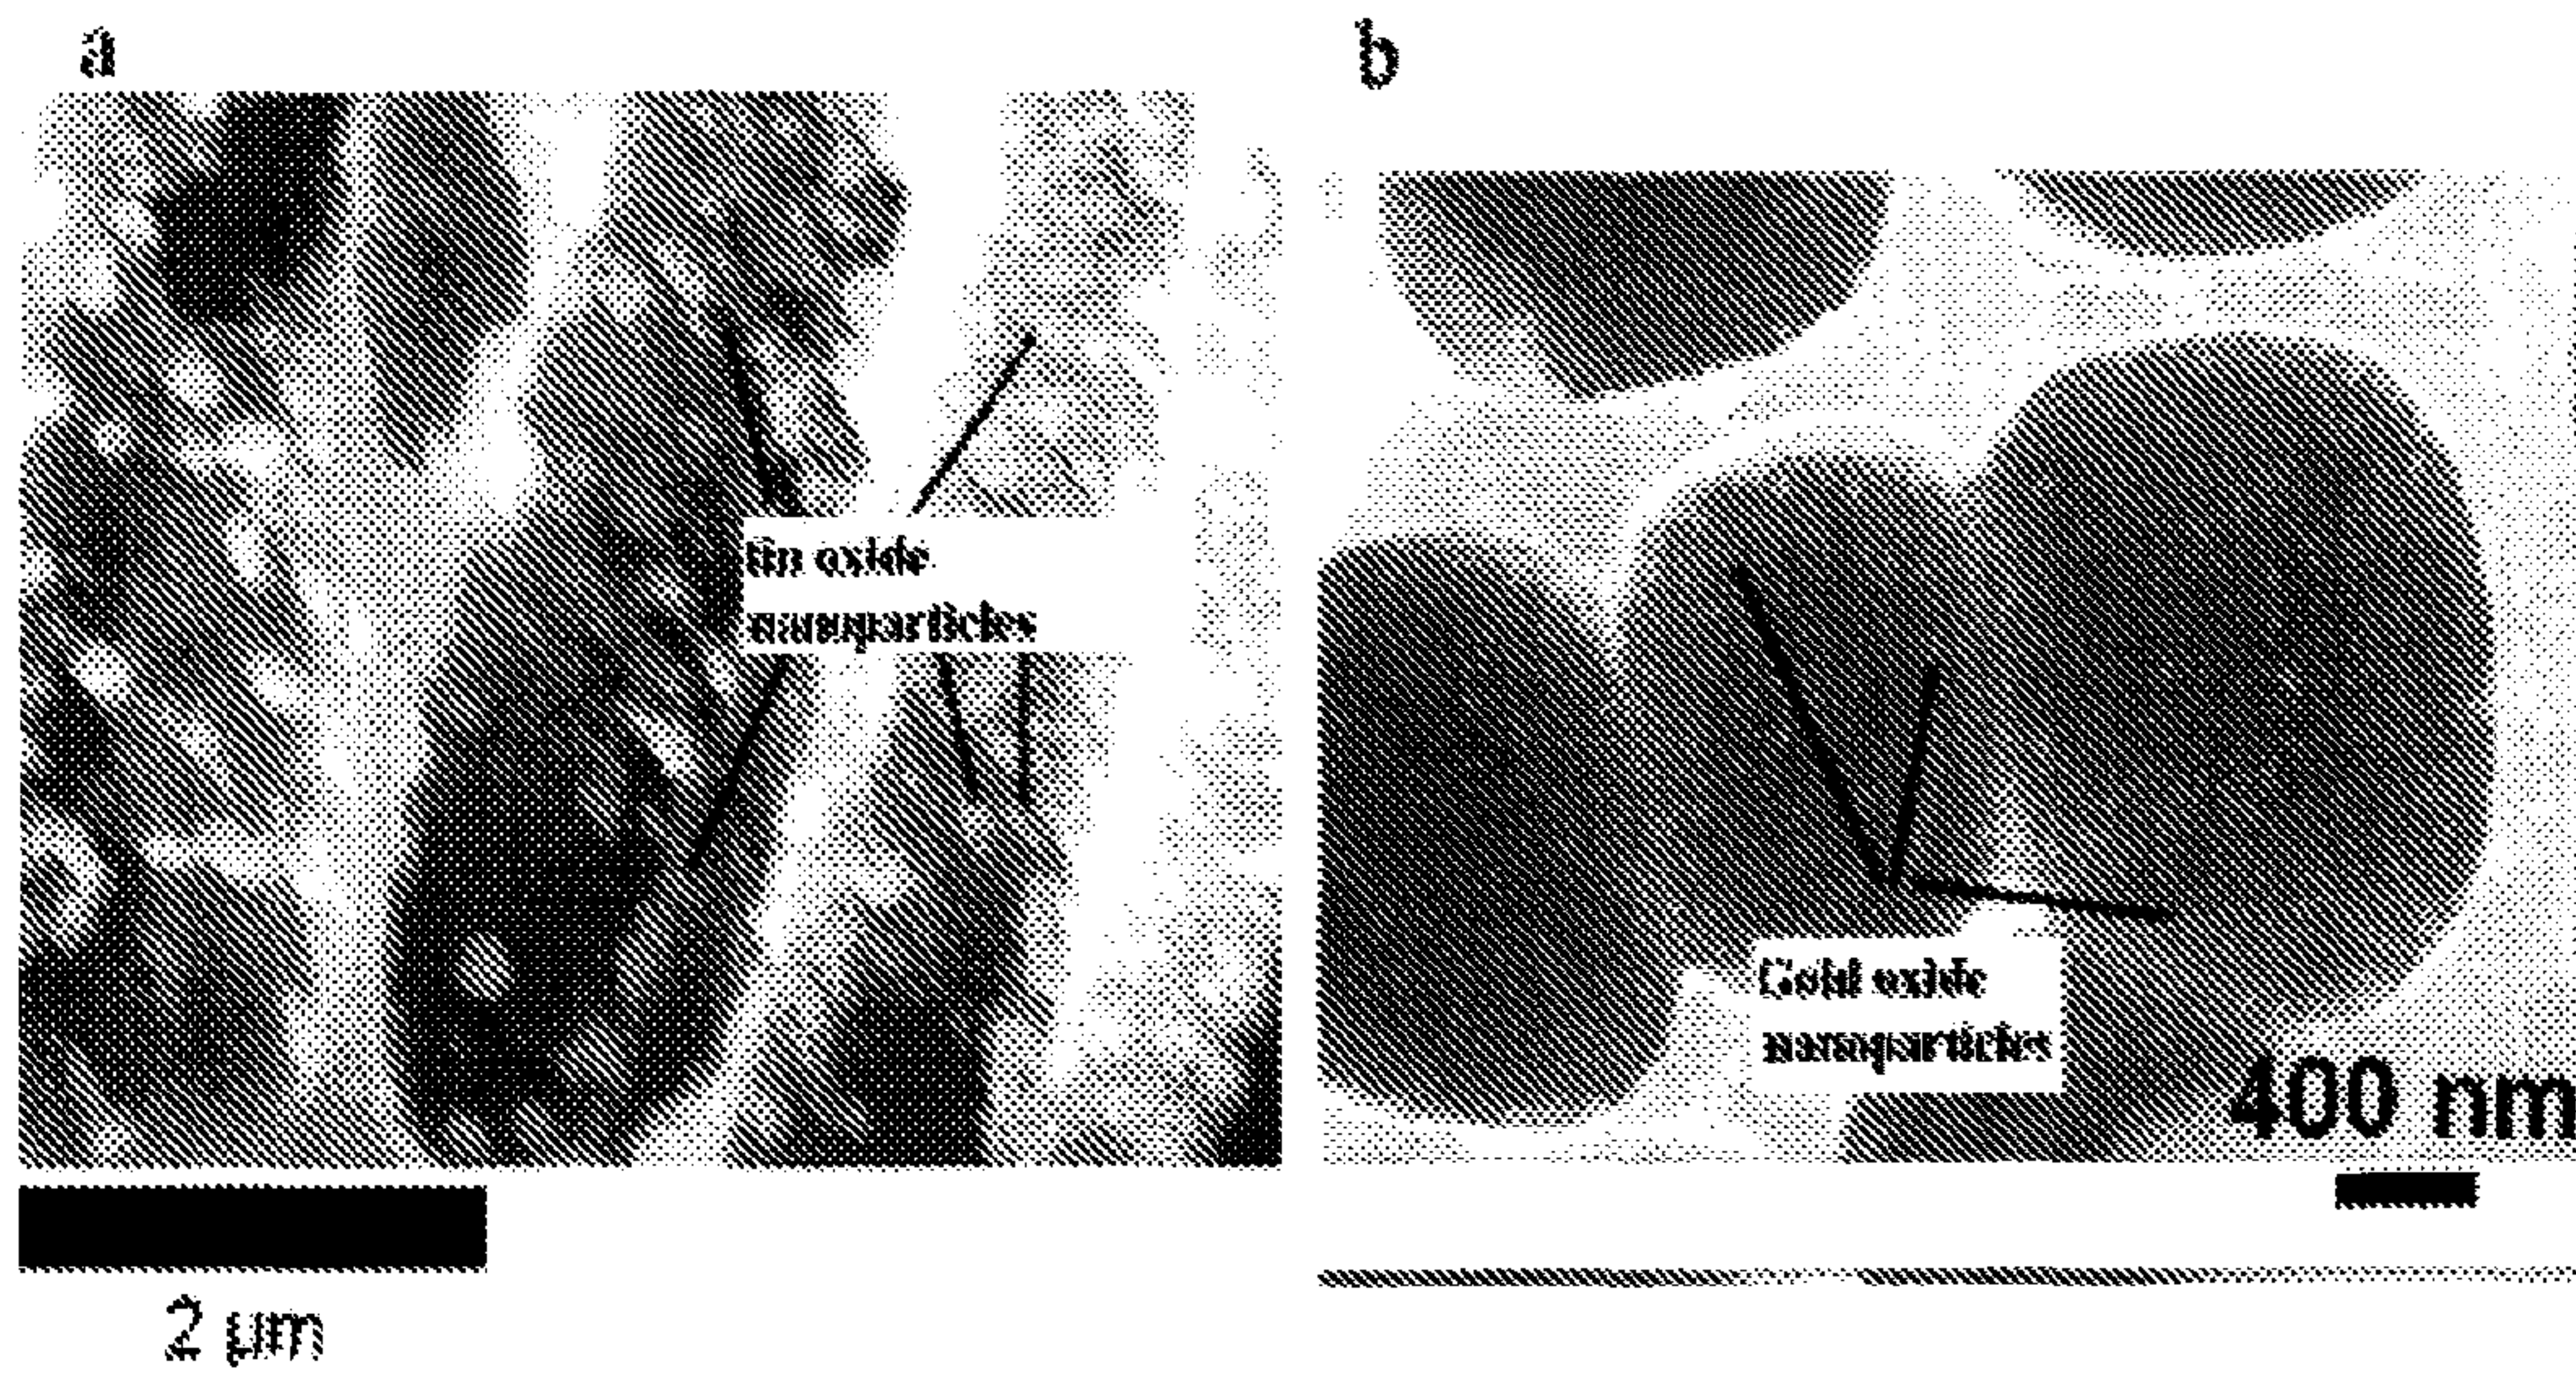 a
b
tin oxide
nanoparticles
Gold oxide
nanoparticles
400 nm
2 μm